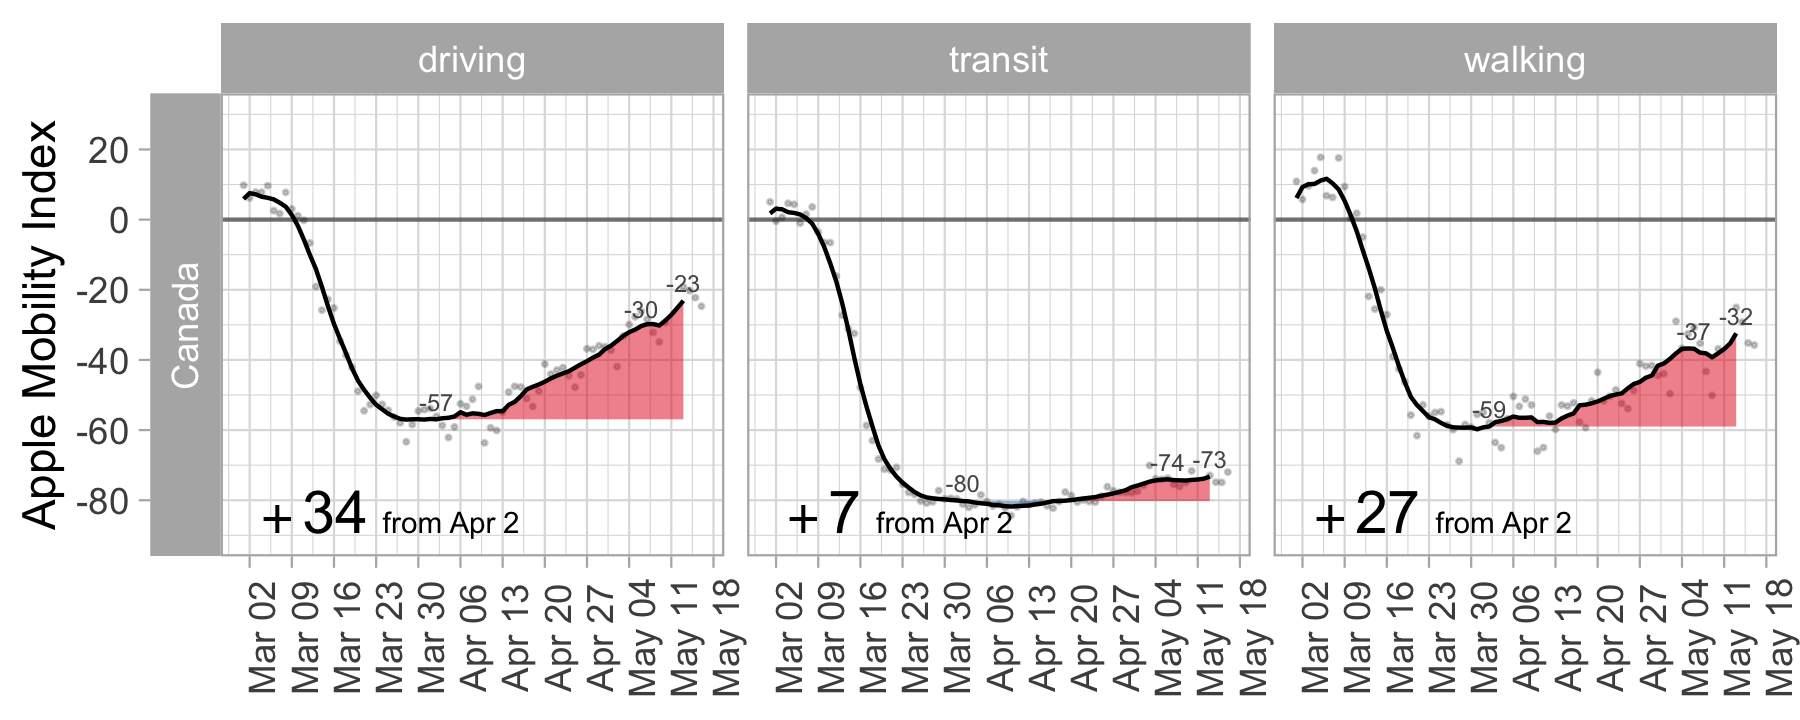 driving
transit
walking
Apple Mobility Index
Canada
20
0
-20
-40
-60
-80
-57
-30
-23
+34 from Apr 2
-80
-74
-73
+7 from Apr 2
-59
-37
-32
+27 from Apr 2
Mar 02
Mar 09
Mar 16
Mar 23
Mar 30
Apr 06
Apr 13
Apr 20
Apr 27
May 04
May 11
May 18
Mar 02
Mar 09
Mar 16
Mar 23
Mar 30
Apr 06
Apr 13
Apr 20
Apr 27
May 04
May 11
May 18
Mar 02
Mar 09
Mar 16
Mar 23
Mar 30
Apr 06
Apr 13
Apr 20
Apr 27
May 04
May 11
May 18